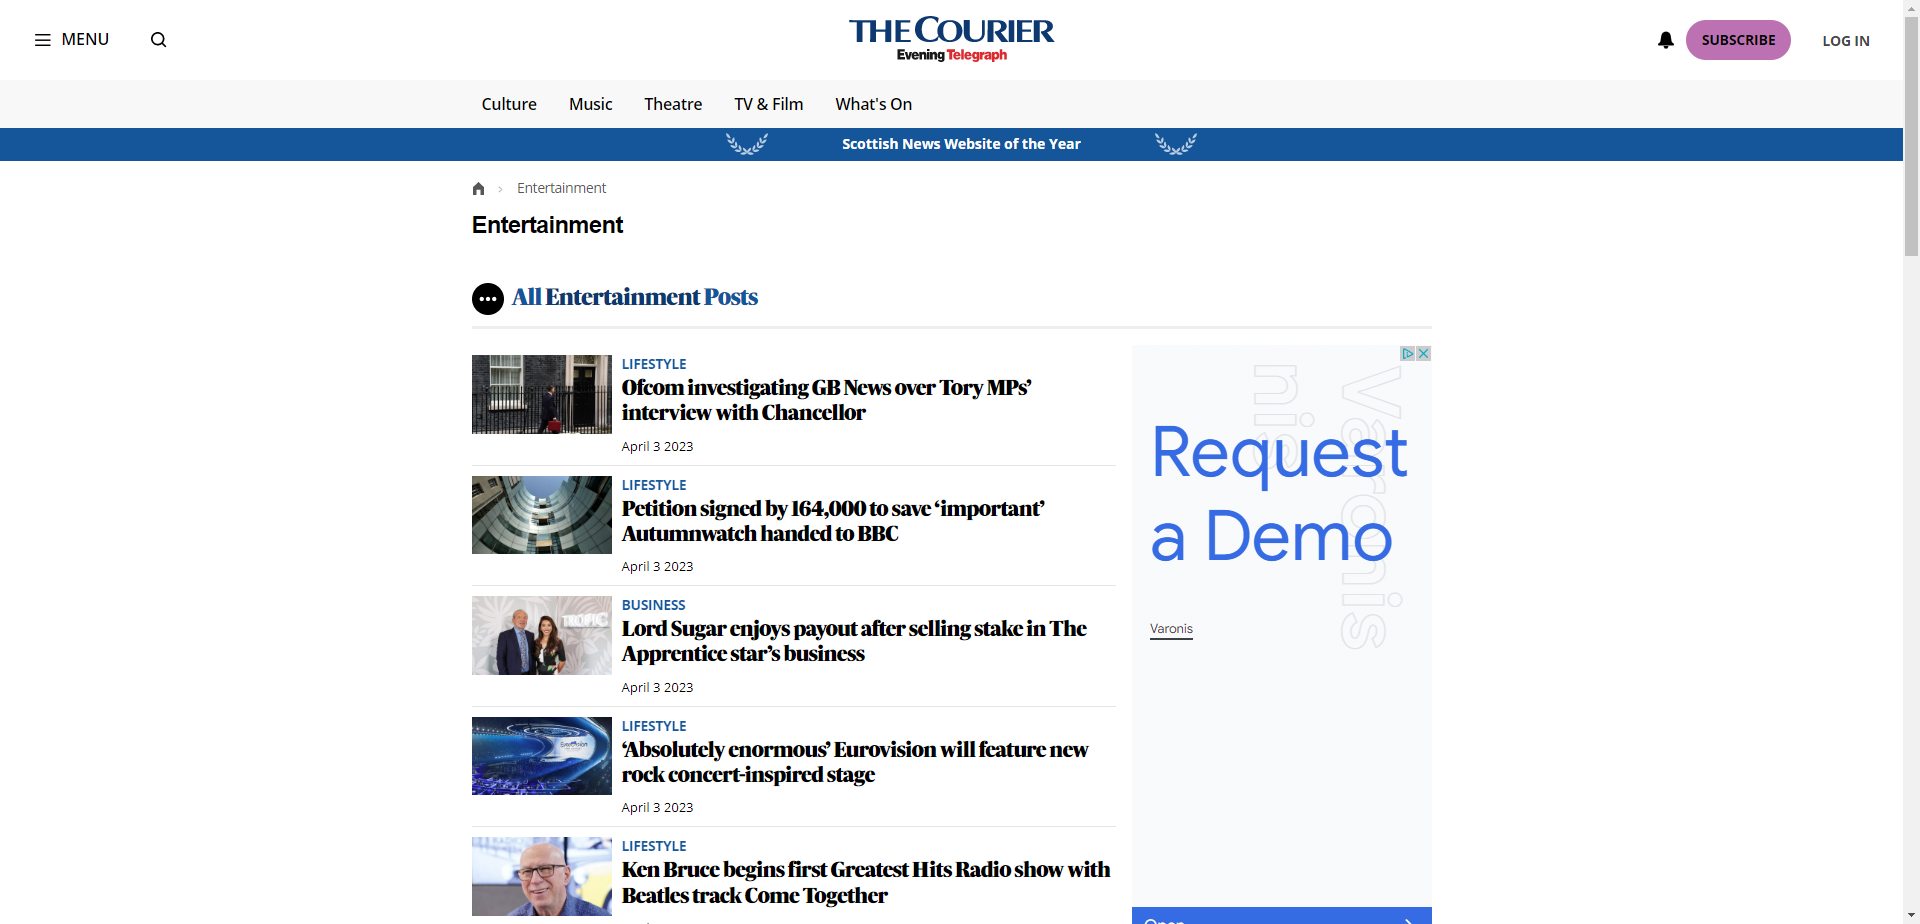 MENU
THE COURIER
Evening Telegraph
SUBSCRIBE
LOG IN
Culture
Music
Theatre
TV & Film
What's On
Scottish News Website of the Year
Entertainment
Entertainment
All Entertainment Posts
LIFESTYLE
Ofcom investigating GB News over Tory MPs’
interview with Chancellor
April 3 2023
LIFESTYLE
Petition signed by 164,000 to save ‘important’
Autumnwatch handed to BBC
April 3 2023
BUSINESS
Lord Sugar enjoys payout after selling stake in The
Apprentice star’s business
April 3 2023
LIFESTYLE
‘Absolutely enormous’ Eurovision will feature new
rock concert-inspired stage
April 3 2023
LIFESTYLE
Ken Bruce begins first Greatest Hits Radio show with
Beatles track Come Together
Varonis
Request
a Demo
Varonis